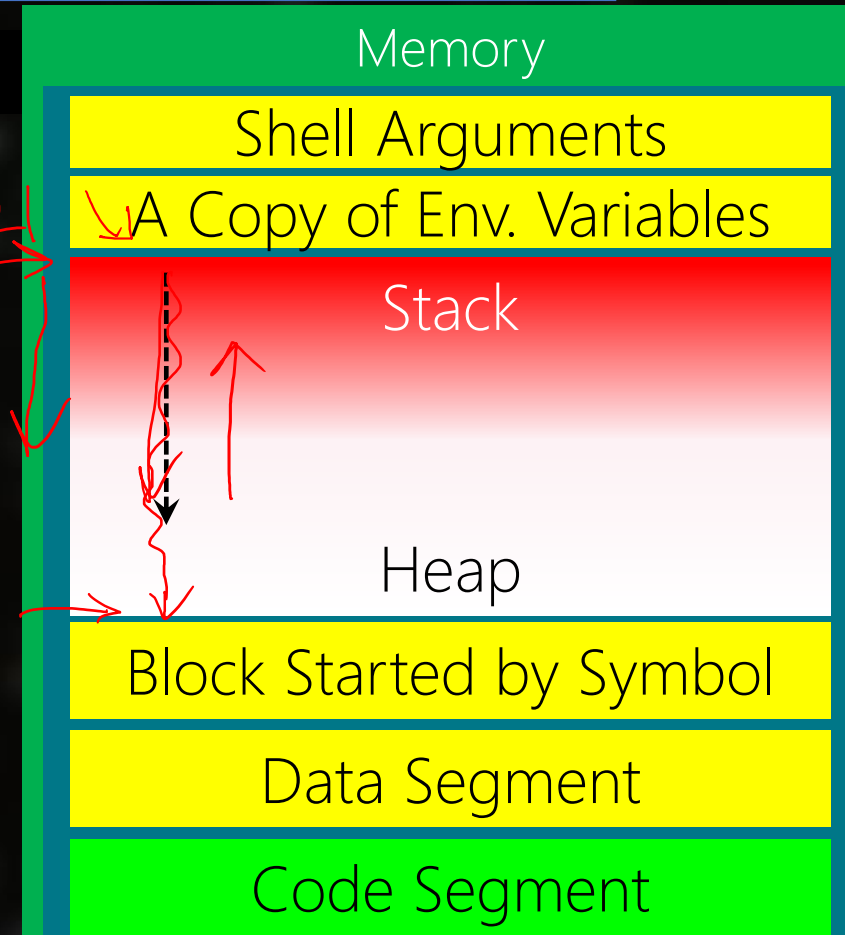 Memory
Shell Arguments
A Copy of Env. Variables
Stack
Heap
Block Started by Symbol
Data Segment
Code Segment